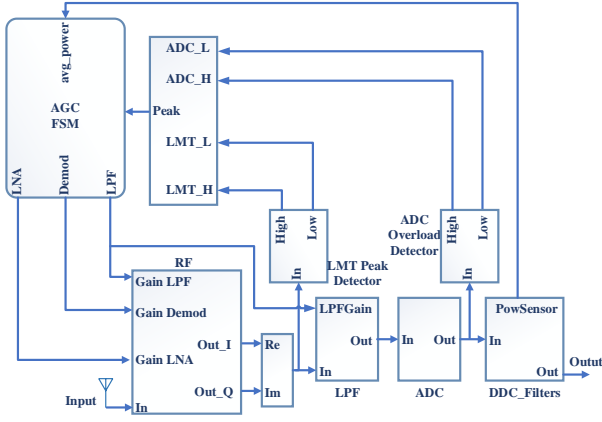 avg_power
AGC
FSM
LNA
Demod
LPF
ADC_L
ADC_H
Peak
LMT_L
LMT_H
High
Low
In
LMT Peak
Detector
ADC
Overload
Detector
High
Low
In
RF
Gain LPF
Gain Demod
Gain LNA
Out_I
Out_Q
In
Input
Re
Im
LPFGain
Out
In
LPF
In
Out
ADC
PowSensor
In
Out
DDC_Filters
Outut